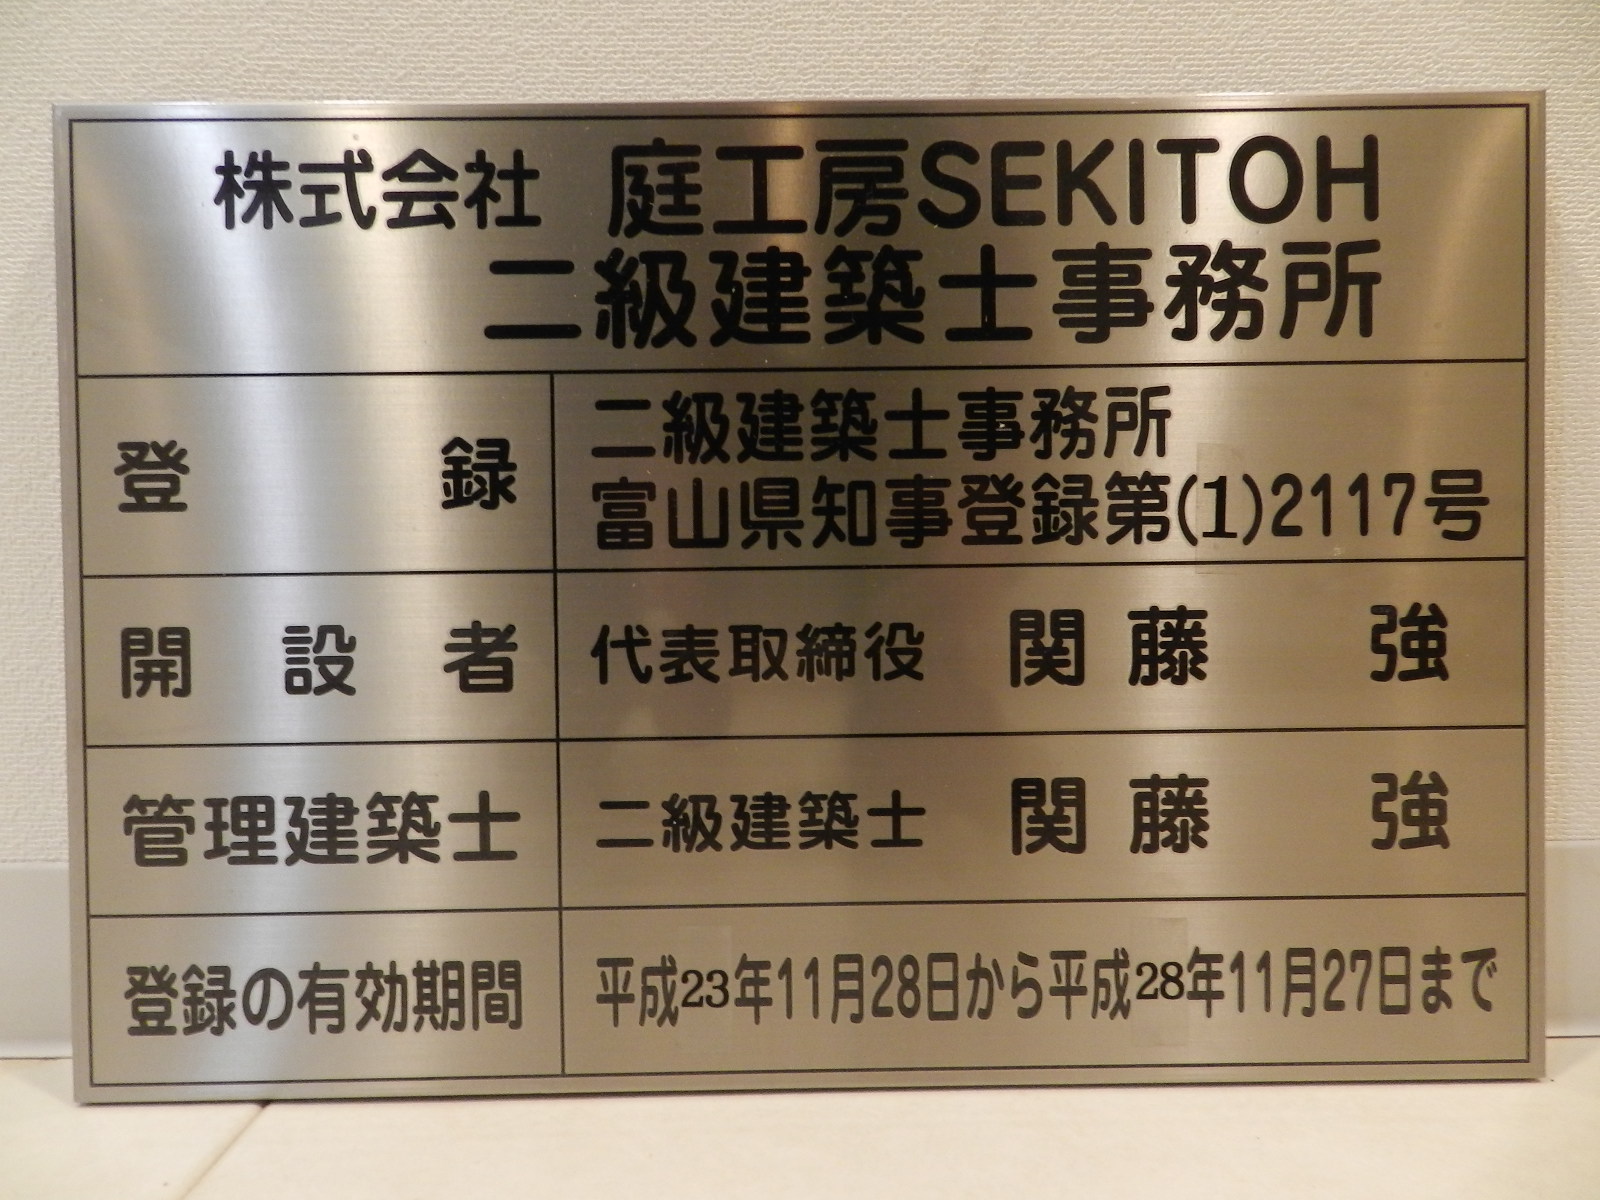 株式会社 庭工房SEKITOH
二級建築士事務所
登録
二級建築士事務所
富山県知事登録第(1)2117号
開設者
代表取締役 関藤 強
管理建築士
二級建築士 関藤 強
登録の有効期間
平成23年11月28日から平成28年11月27日まで